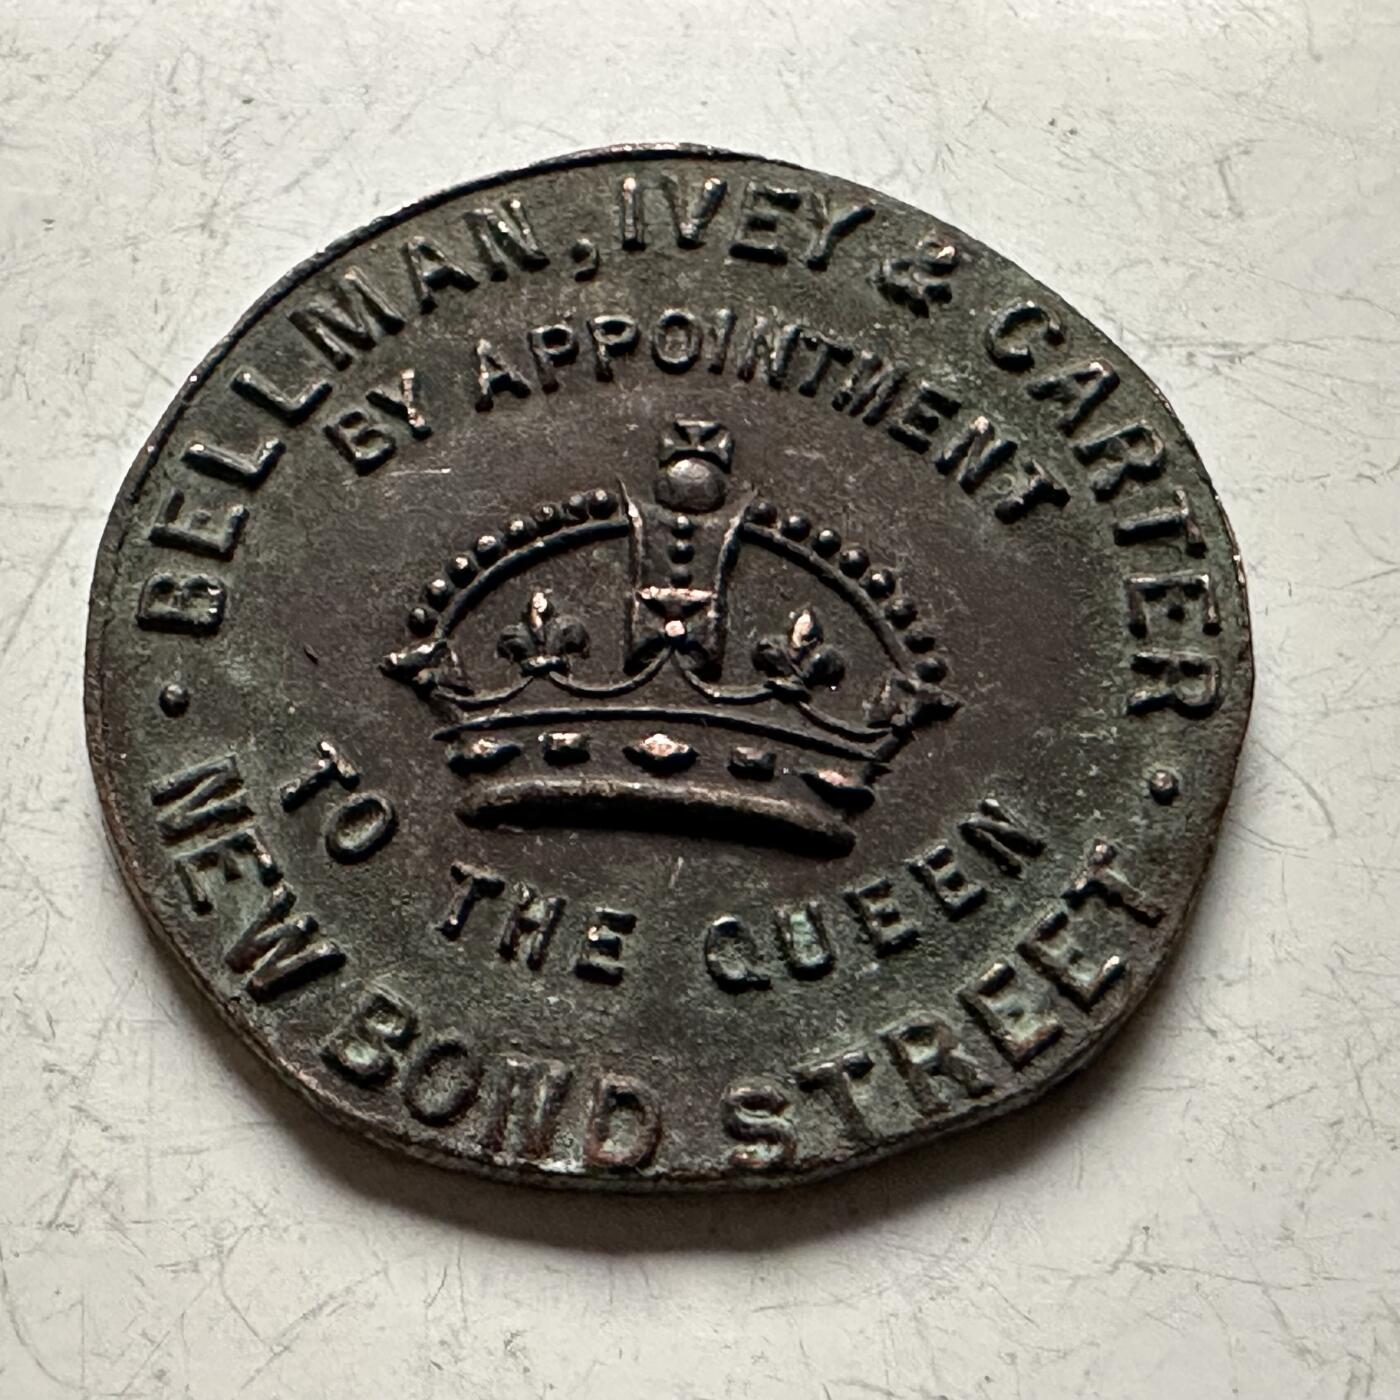 BELLMAN, IVEY & CARTER
BY APPOINTMENT
TO THE QUEEN
NEW BOND STREET